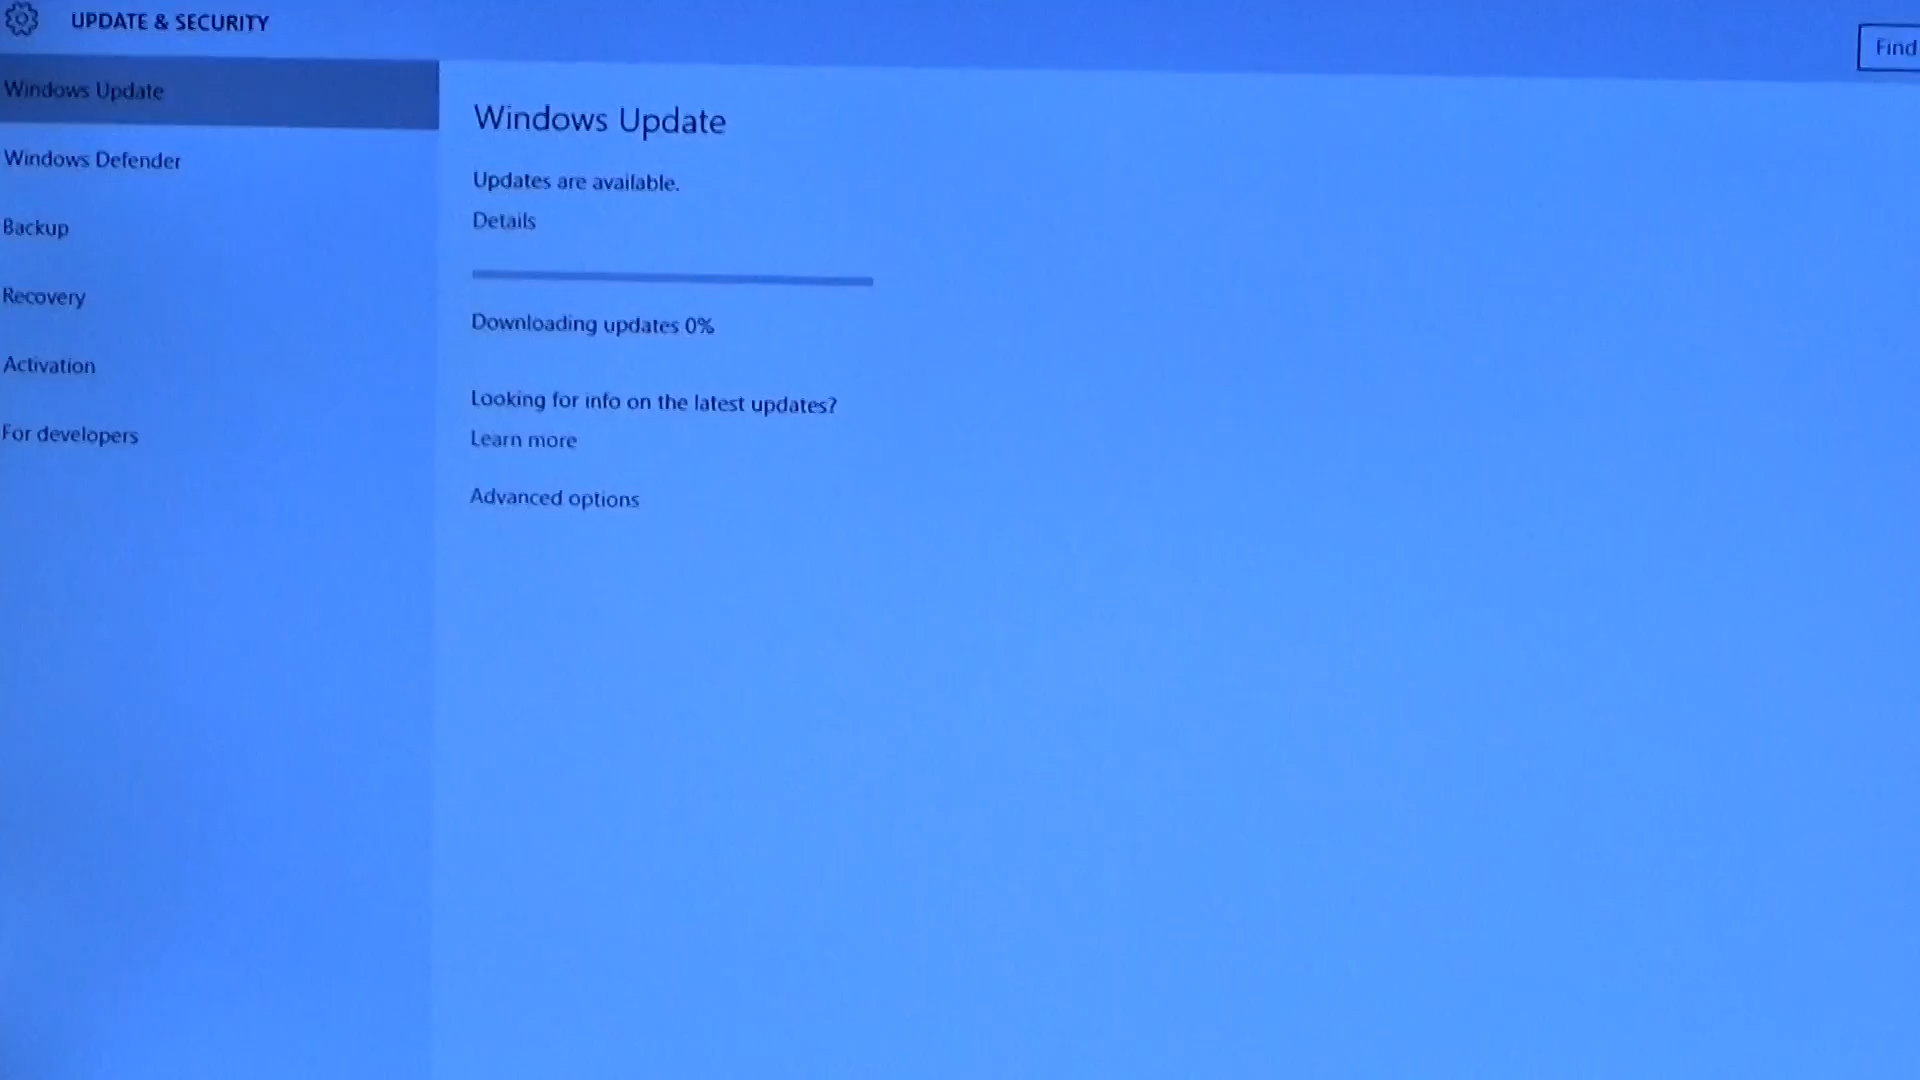 UPDATE & SECURITY
Find
Windows Update
Windows Defender
Backup
Recovery
Activation
For developers
Windows Update
Updates are available.
Details
Downloading updates 0%
Looking for info on the latest updates?
Learn more
Advanced options